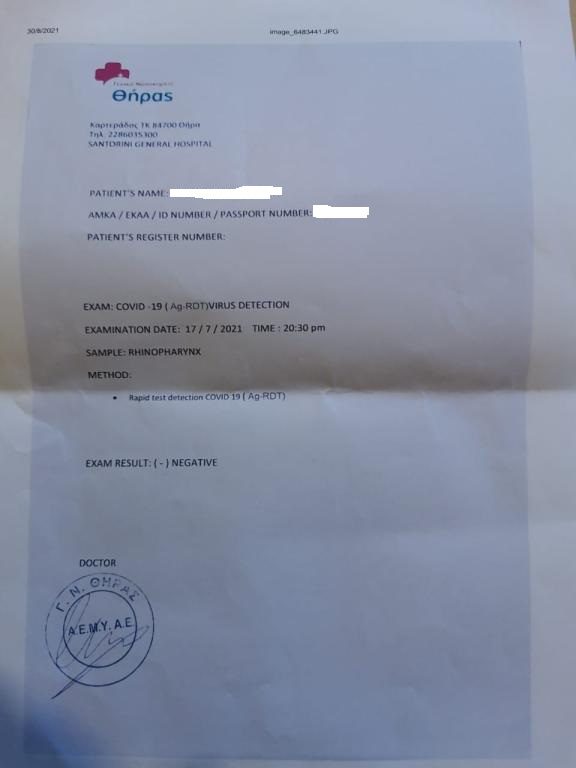 30/8/2021 image_6483441.JPG
Γενικό Νοσοκομείο
Θήρας
Καρτεράδος ΤΚ 84700 Θήρα
Τηλ. 2286035300
SANTORINI GENERAL HOSPITAL
PATIENT'S NAME:
AMKA / EKAA / ID NUMBER / PASSPORT NUMBER:
PATIENT'S REGISTER NUMBER:
EXAM: COVID -19 ( Ag-RDT)VIRUS DETECTION
EXAMINATION DATE: 17 / 7 / 2021 TIME : 20:30 pm
SAMPLE: RHINOPHARYNX
METHOD:
• Rapid test detection COVID 19 ( Ag-RDT)
EXAM RESULT: ( - ) NEGATIVE
DOCTOR
Γ. Ν. ΘΗΡΑΣ
Α.Ε.Μ.Υ. Α.Ε.